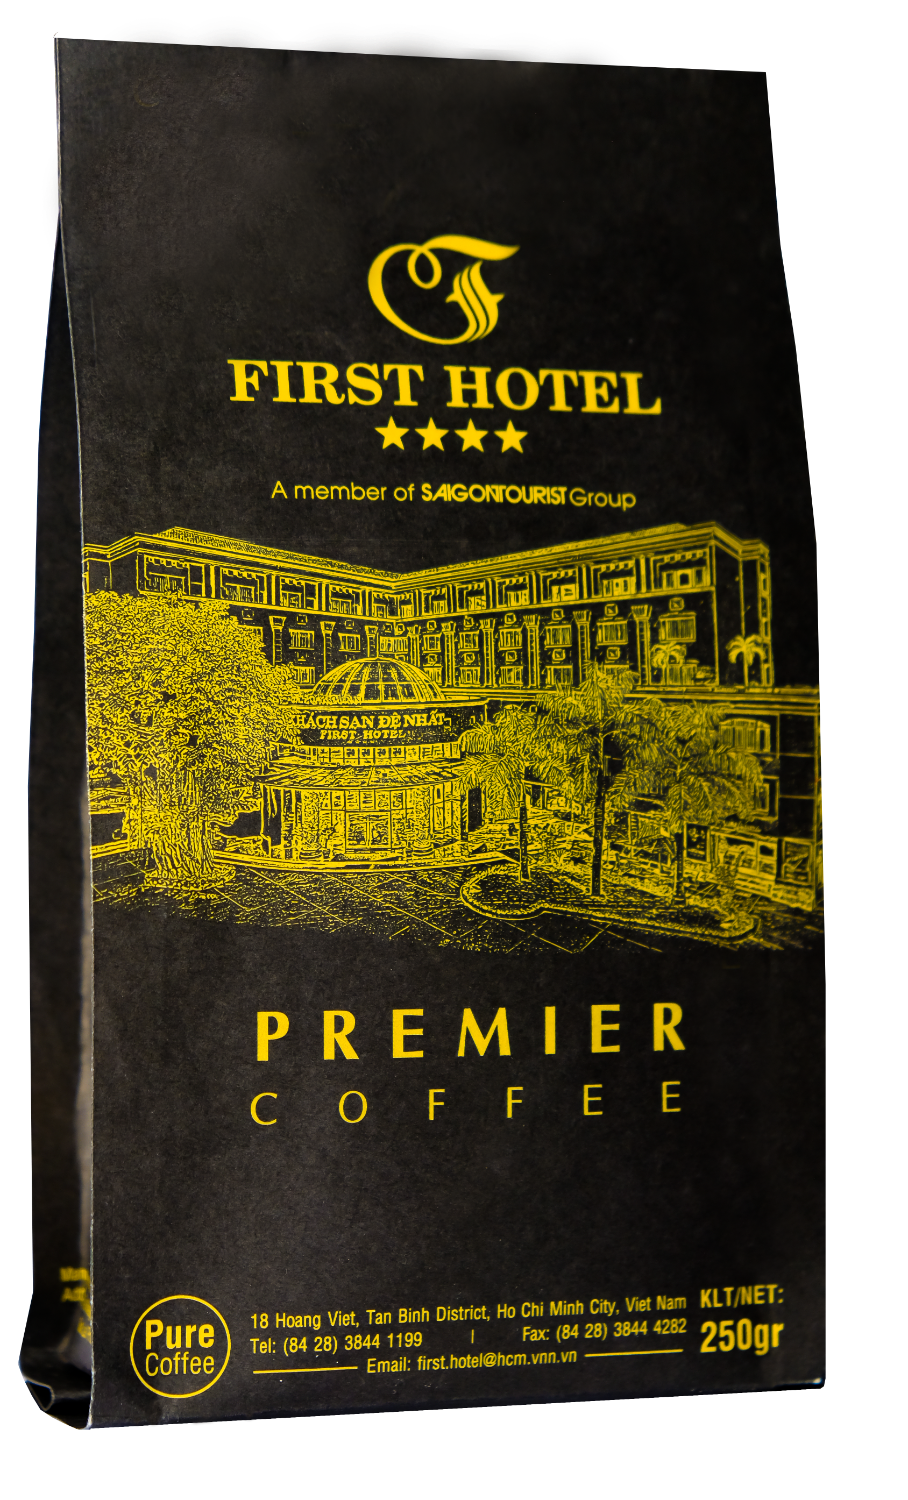 FIRST HOTEL
A member of SAIGONTOURIST Group
KHÁCH SẠN ĐỆ NHẤT
FIRST HOTEL
PREMIER
COFFEE
Pure
Coffee
18 Hoang Viet, Tan Binh District, Ho Chi Minh City, Viet Nam
Tel: (84 28) 3844 1199 | Fax: (84 28) 3844 4282
Email: first.hotel@hcm.vnn.vn
KLT/NET:
250gr